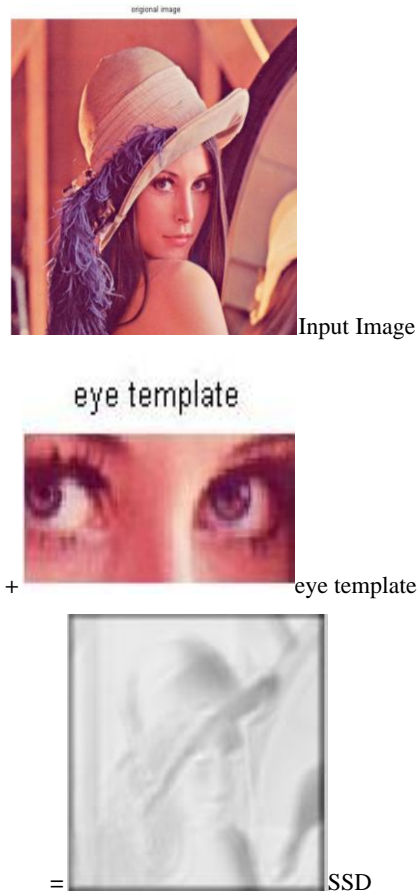 origional image
Input Image
eye template
+ eye template
= SSD